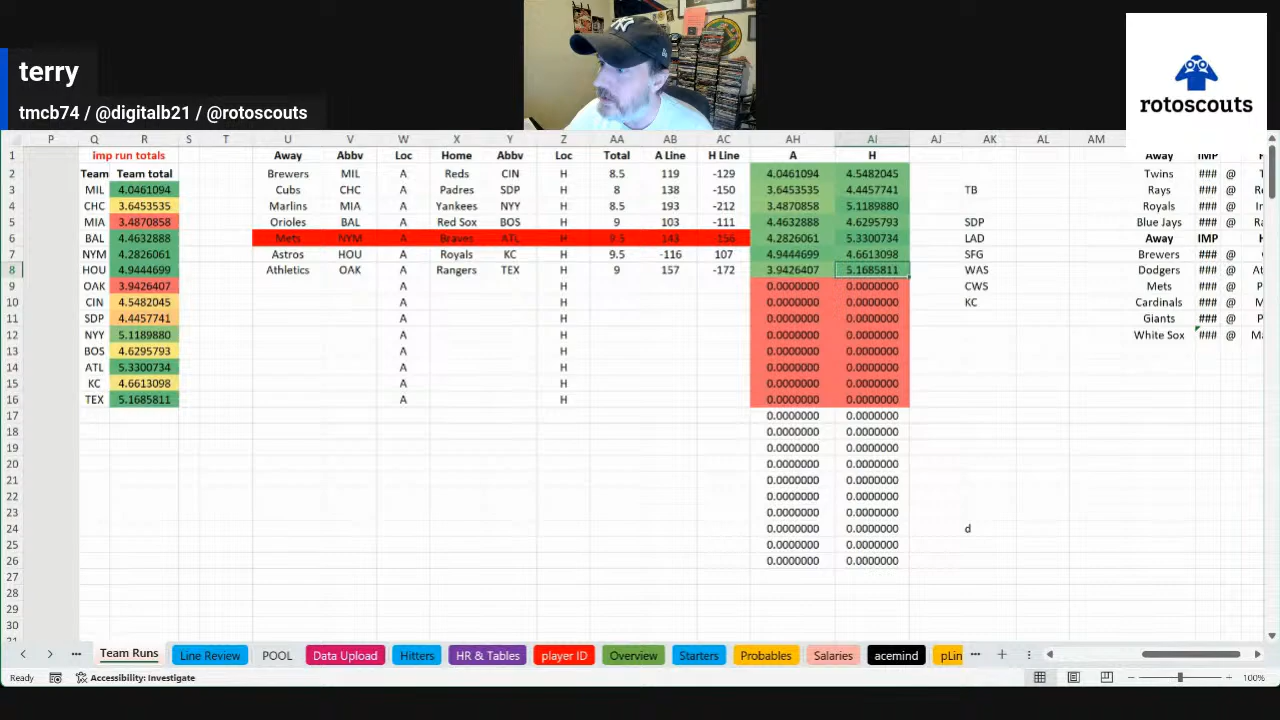 terry
tmcb74 / @digitalb21 / @rotoscouts
rotoscouts
P Q R S T U V W X Y Z AA AB AC AH AI AJ AK AL AM
1 imp run totals Away Abbv Loc Home Abbv Loc Total A Line H Line A H Away IMP
2 Team Team total Brewers MIL A Reds CIN H 8.5 119 -129 4.0461094 4.5482045 Twins ### @
3 MIL 4.0461094 Cubs CHC A Padres SDP H 8 138 -150 3.6453535 4.4457741 TB Rays ### @
4 CHC 3.6453535 Marlins MIA A Yankees NYY H 8.5 193 -212 3.4870858 5.1189880 Royals ### @
5 MIA 3.4870858 Orioles BAL A Red Sox BOS H 9 103 -111 4.4632888 4.6295793 SDP Blue Jays ### @
6 BAL 4.4632888 Mets NYM A Braves ATL H 9.5 143 -156 4.2826061 5.3300734 LAD Away IMP
7 NYM 4.2826061 Astros HOU A Royals KC H 9.5 -116 107 4.9444699 4.6613098 SFG Brewers ### @
8 HOU 4.9444699 Athletics OAK A Rangers TEX H 9 157 -172 3.9426407 5.1685811 WAS Dodgers ### @
9 OAK 3.9426407 A H 0.0000000 0.0000000 CWS Mets ### @
10 CIN 4.5482045 A H 0.0000000 0.0000000 KC Cardinals ### @
11 SDP 4.4457741 A H 0.0000000 0.0000000 Giants ### @
12 NYY 5.1189880 A H 0.0000000 0.0000000 White Sox ### @
13 BOS 4.6295793 A H 0.0000000 0.0000000
14 ATL 5.3300734 A H 0.0000000 0.0000000
15 KC 4.6613098 A H 0.0000000 0.0000000
16 TEX 5.1685811 A H 0.0000000 0.0000000
17 0.0000000 0.0000000
18 0.0000000 0.0000000
19 0.0000000 0.0000000
20 0.0000000 0.0000000
21 0.0000000 0.0000000
22 0.0000000 0.0000000
23 0.0000000 0.0000000
24 0.0000000 0.0000000 d
25 0.0000000 0.0000000
26 0.0000000 0.0000000
27
28
29
30
Team Runs Line Review POOL Data Upload Hitters HR & Tables player ID Overview Starters Probables Salaries acemind pLin
Ready Accessibility: Investigate 100%